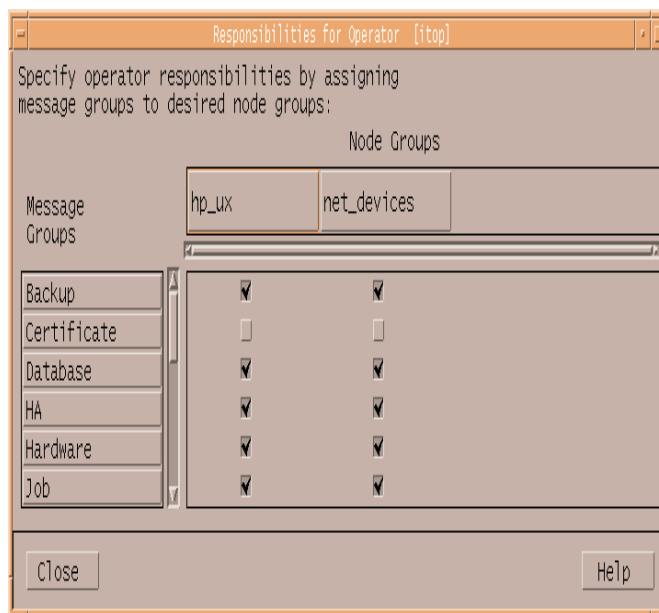 Responsibilities for Operator [itop]
Specify operator responsibilities by assigning
message groups to desired node groups:
Node Groups
Message
Groups
hp_ux
net_devices
Backup
Certificate
Database
HA
Hardware
Job
Close
Help